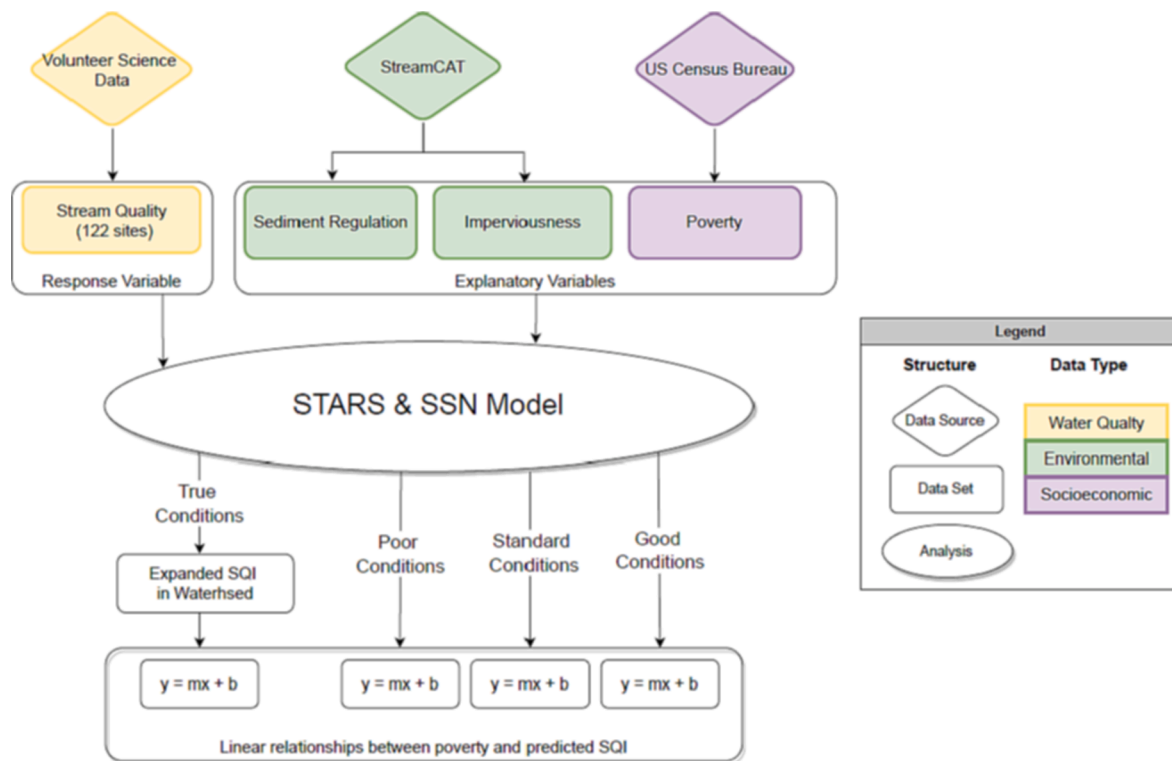 Volunteer Science
Data
StreamCAT
US Census Bureau
Stream Quality
(122 sites)
Response Variable
Sediment Regulation
Imperviousness
Poverty
Explanatory Variables
STARS & SSN Model
True
Conditions
Poor
Conditions
Standard
Conditions
Good
Conditions
Expanded SQI
in Waterhsed
y = mx + b
y = mx + b
y = mx + b
y = mx + b
Linear relationships between poverty and predicted SQI
Legend
Structure
Data Type
Data Source
Data Set
Analysis
Water Qualty
Environmental
Socioeconomic